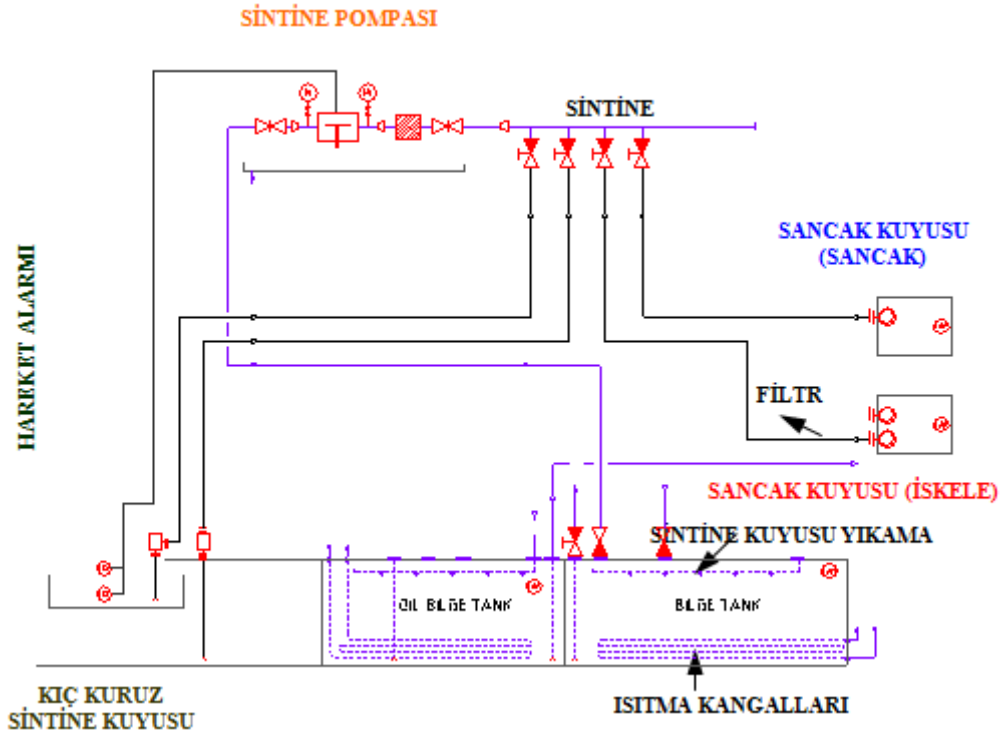 SİNTİNE POMPASI
SİNTİNE
SANCAK KUYUSU
(SANCAK)
HAREKET ALARMI
FİLTR
SANCAK KUYUSU (İSKELE)
SİNTİNE KUYUSU YIKAMA
OIL BILGE TANK
BILGE TANK
KIÇ KURUZ
SİNTİNE KUYUSU
ISITMA KANGALLARI